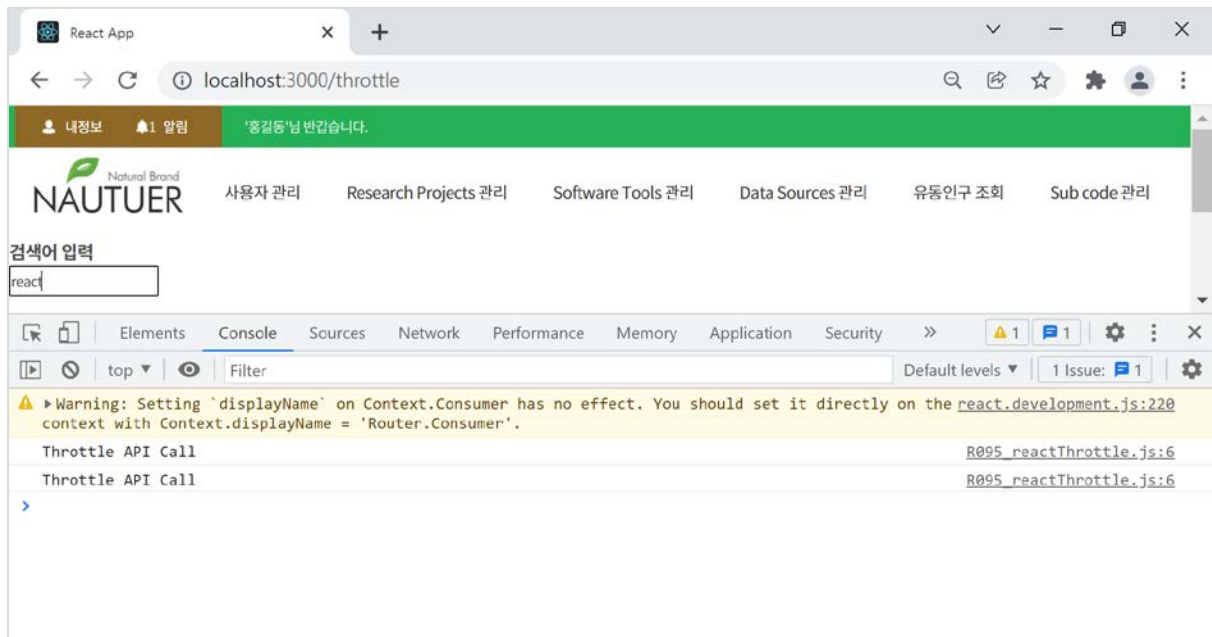 React App
localhost:3000/throttle
내정보 1 알림 '홍길동'님 반갑습니다.
Natural Brand
NAUTUER
사용자 관리 Research Projects 관리 Software Tools 관리 Data Sources 관리 유동인구 조회 Sub code 관리
검색어 입력
react
Elements Console Sources Network Performance Memory Application Security » 1 1
top Filter Default levels 1 Issue: 1
Warning: Setting `displayName` on Context.Consumer has no effect. You should set it directly on the react.development.js:220
context with Context.displayName = 'Router.Consumer'.
Throttle API Call R095_reactThrottle.js:6
Throttle API Call R095_reactThrottle.js:6
>